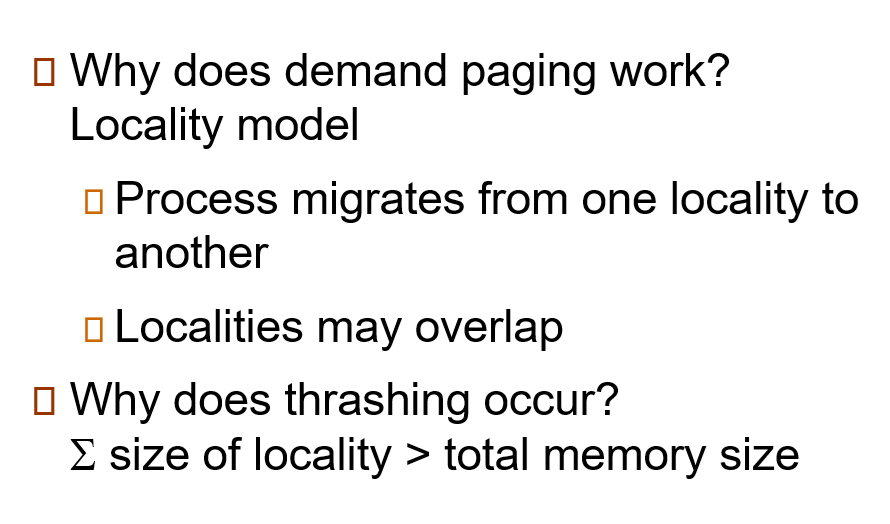 Why does demand paging work?
Locality model
Process migrates from one locality to
another
Localities may overlap
Why does thrashing occur?
Σ size of locality > total memory size